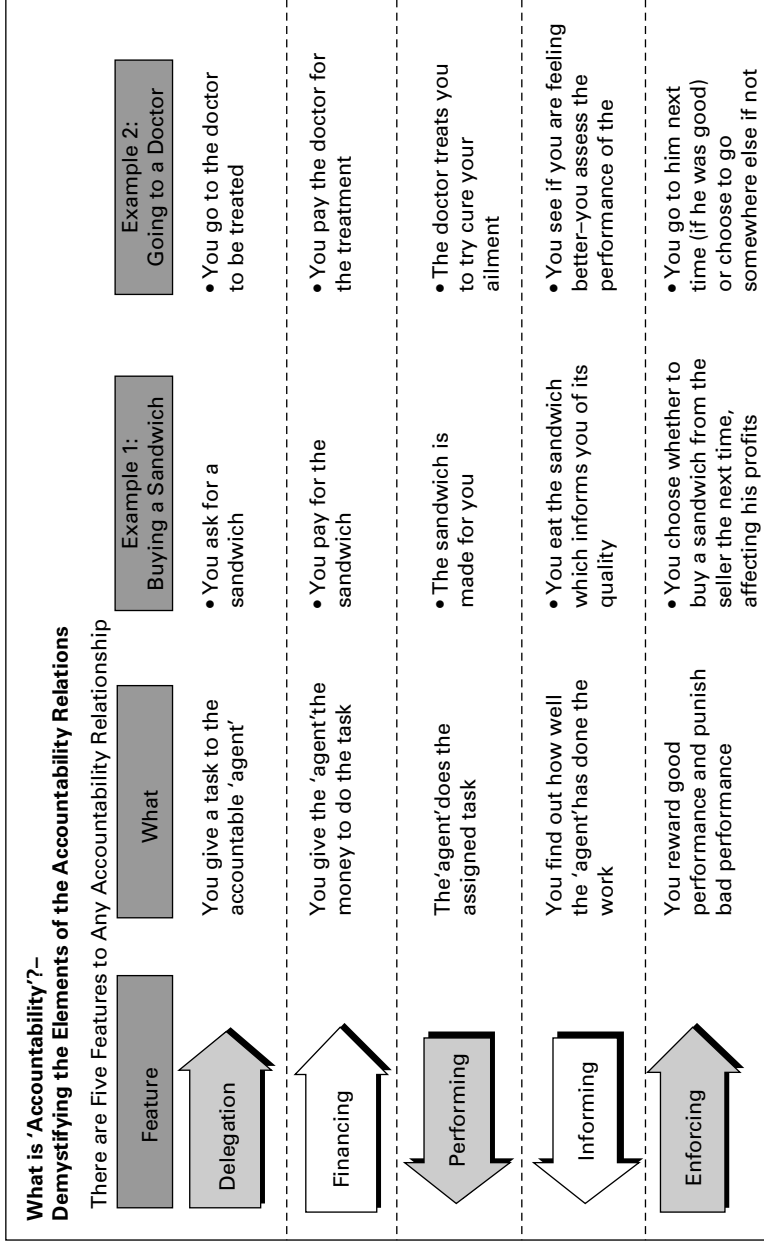 What is 'Accountability'?–
Demystifying the Elements of the Accountability Relations
There are Five Features to Any Accountability Relationship
Feature
What
Example 1:
Buying a Sandwich
Example 2:
Going to a Doctor
Delegation
You give a task to the
accountable 'agent'
• You ask for a
sandwich
• You go to the doctor
to be treated
Financing
You give the 'agent'the
money to do the task
• You pay for the
sandwich
• You pay the doctor for
the treatment
Performing
The'agent'does the
assigned task
• The sandwich is
made for you
• The doctor treats you
to try cure your
ailment
Informing
You find out how well
the 'agent'has done the
work
• You eat the sandwich
which informs you of its
quality
• You see if you are feeling
better–you assess the
performance of the
Enforcing
You reward good
performance and punish
bad performance
• You choose whether to
buy a sandwich from the
seller the next time,
affecting his profits
• You go to him next
time (if he was good)
or choose to go
somewhere else if not